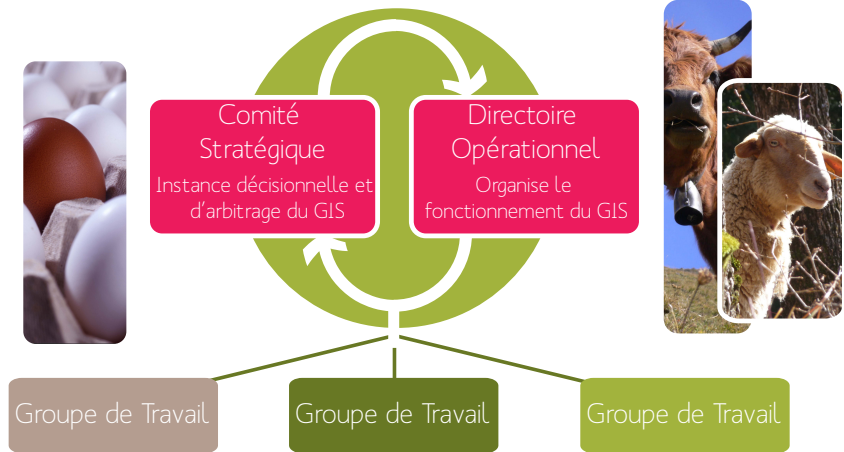 Comité
Stratégique
Instance décisionnelle et
d'arbitrage du GIS
Directoire
Opérationnel
Organise le
fonctionnement du GIS
Groupe de Travail
Groupe de Travail
Groupe de Travail